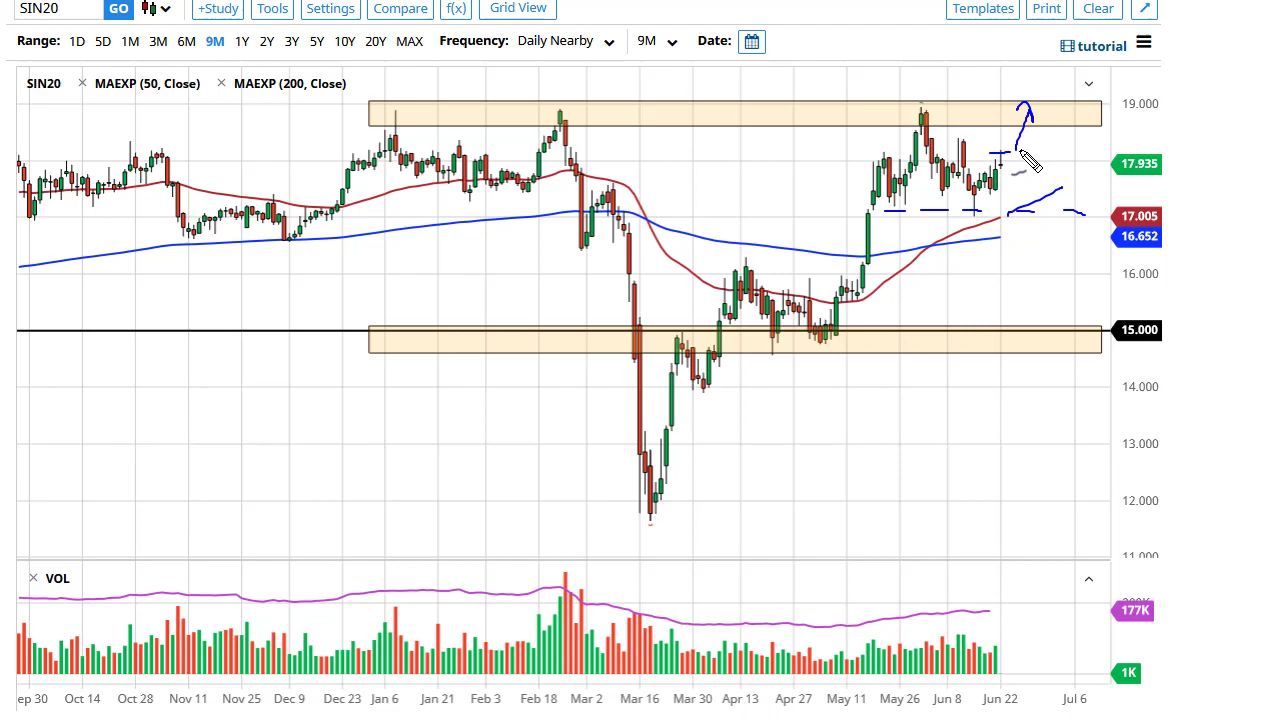 SIN20 GO +Study Tools Settings Compare f(x) Grid View Templates Print Clear
Range: 1D 5D 1M 3M 6M 9M 1Y 2Y 3Y 5Y 10Y 20Y MAX Frequency: Daily Nearby 9M Date: tutorial
SIN20 MAEXP (50, Close) MAEXP (200, Close)
19.000
17.935
17.005
16.652
16.000
15.000
14.000
13.000
12.000
11.000
VOL
177K
1K
ep 30 Oct 14 Oct 28 Nov 11 Nov 25 Dec 9 Dec 23 Jan 6 Jan 21 Feb 3 Feb 18 Mar 2 Mar 16 Mar 30 Apr 13 Apr 27 May 11 May 26 Jun 8 Jun 22 Jul 6